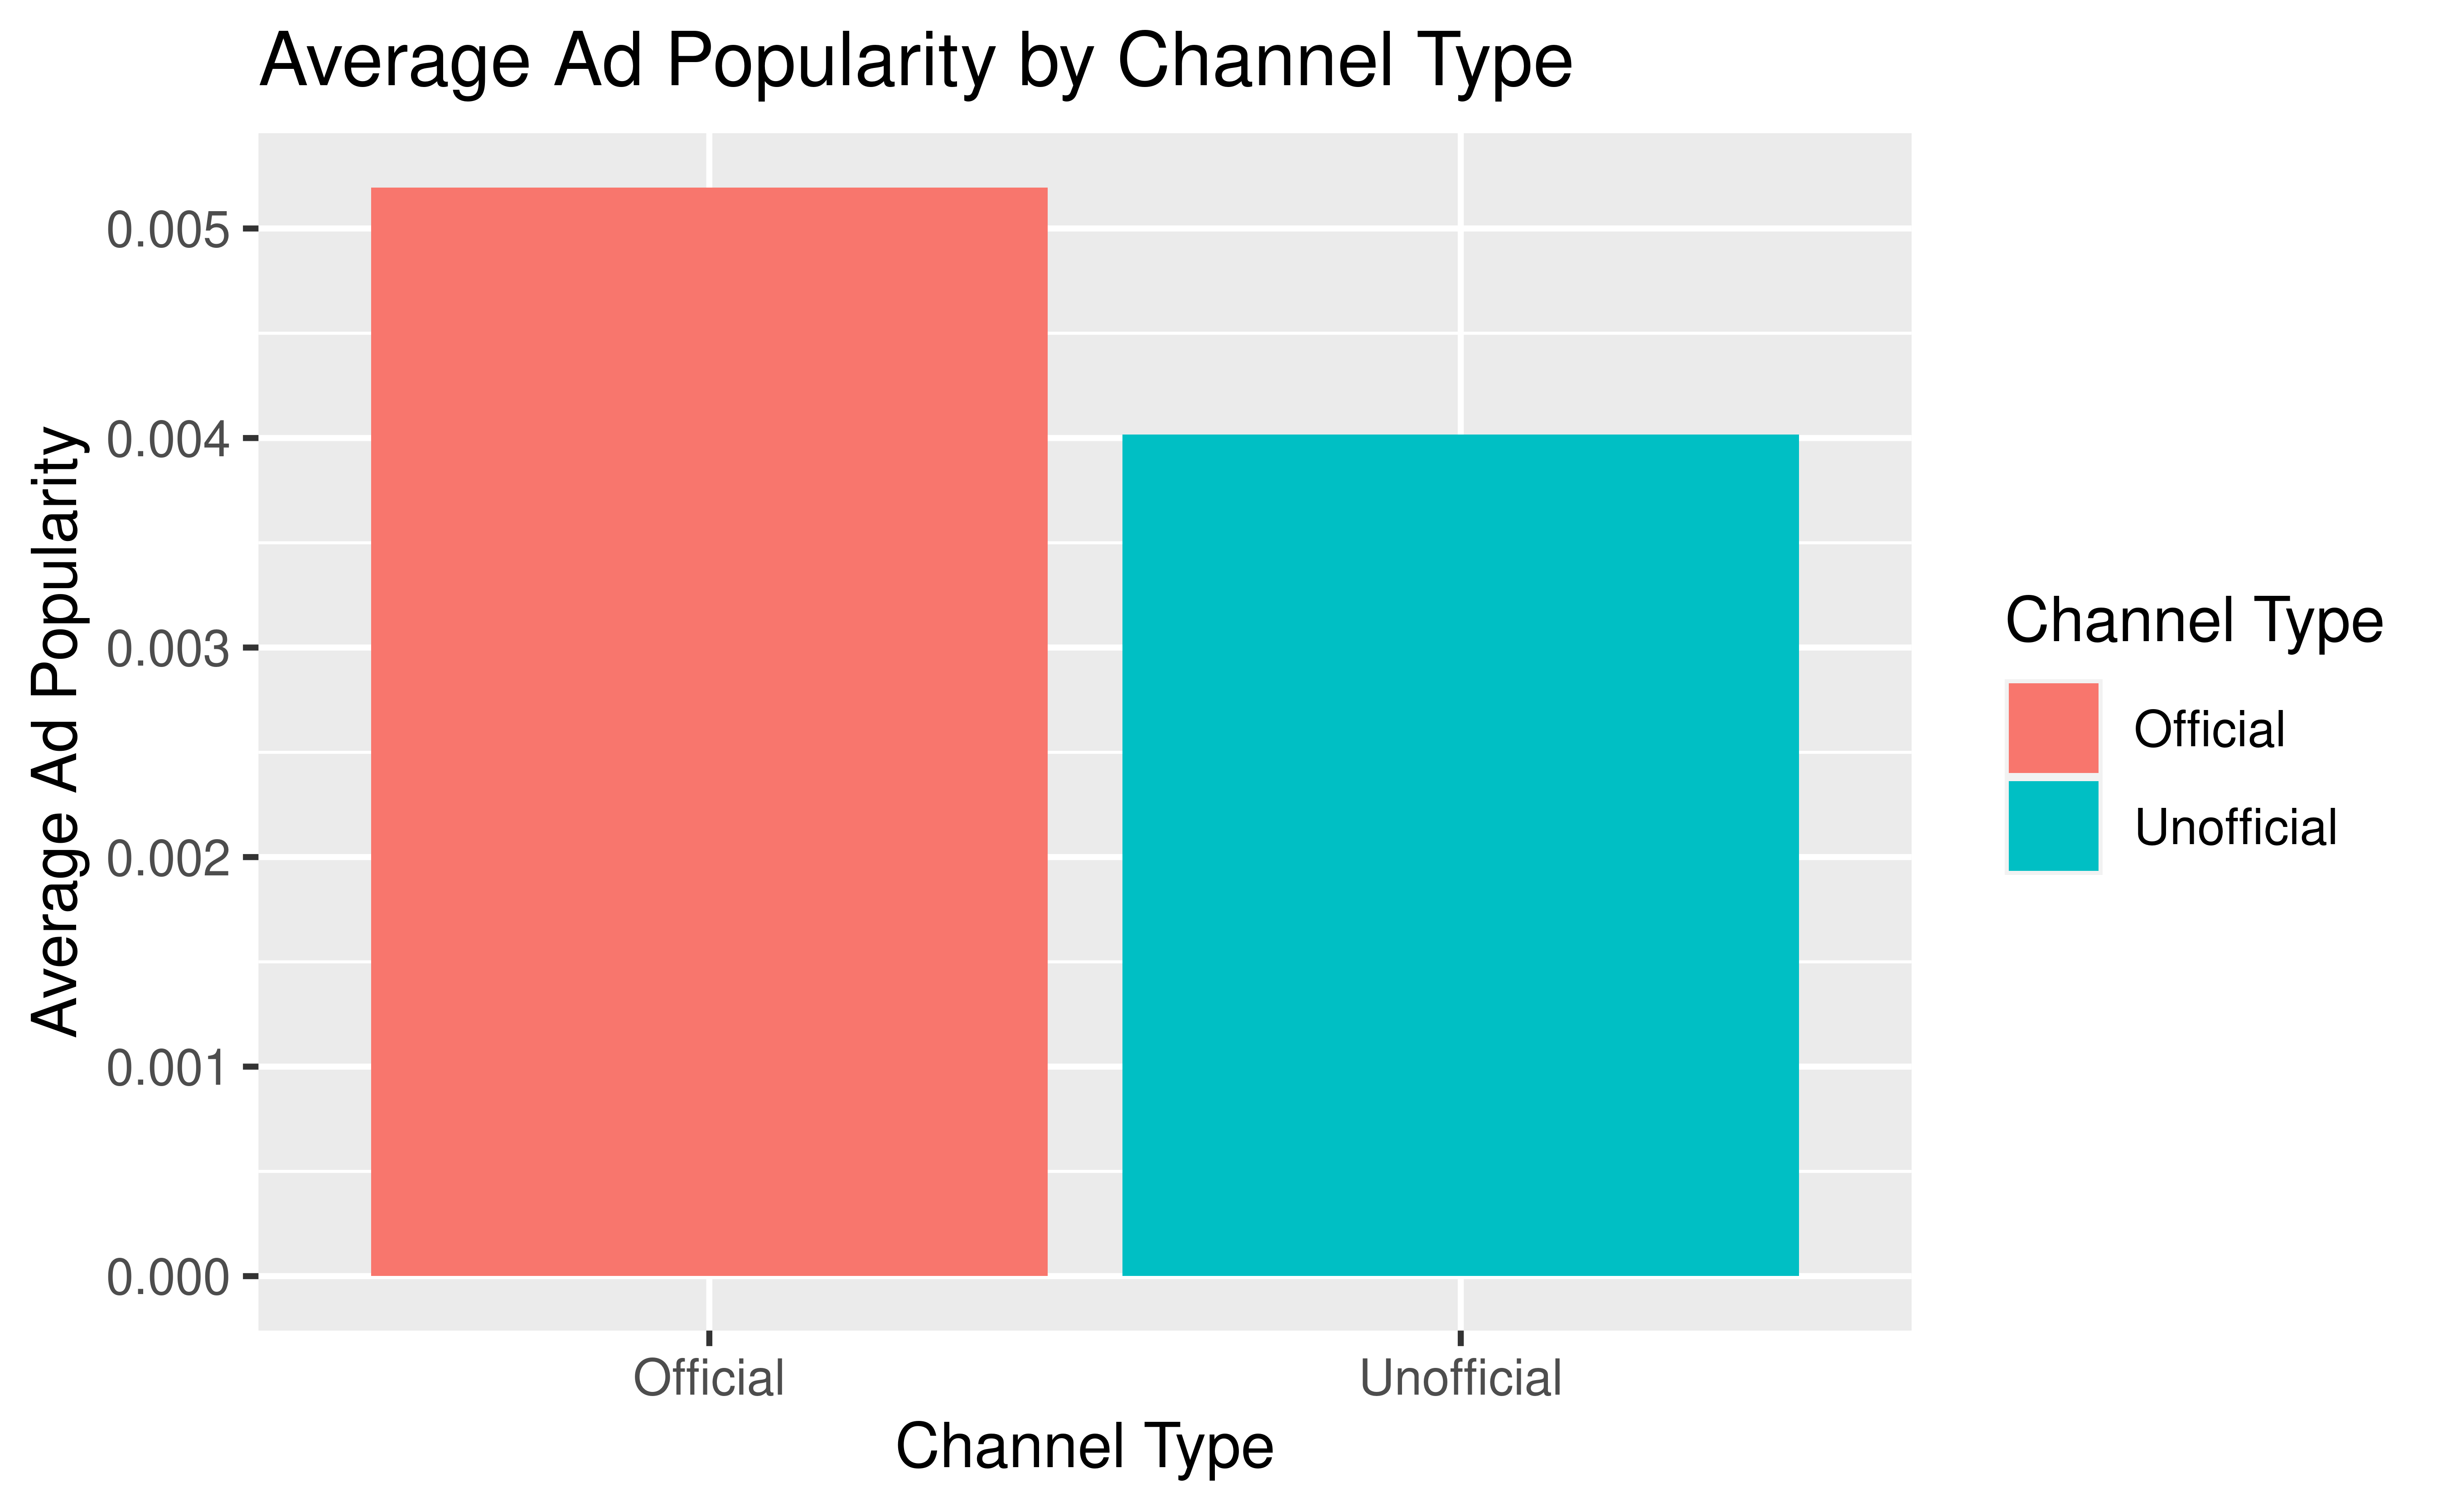 Average Ad Popularity by Channel Type
Average Ad Popularity
0.005
0.004
0.003
0.002
0.001
0.000
Official
Unofficial
Channel Type
Channel Type
Official
Unofficial